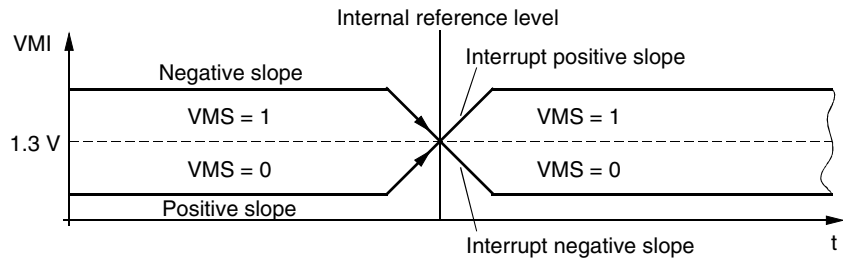 Internal reference level
VMI
Interrupt positive slope
Negative slope
VMS = 1
VMS = 1
1.3 V
VMS = 0
VMS = 0
Positive slope
Interrupt negative slope
t